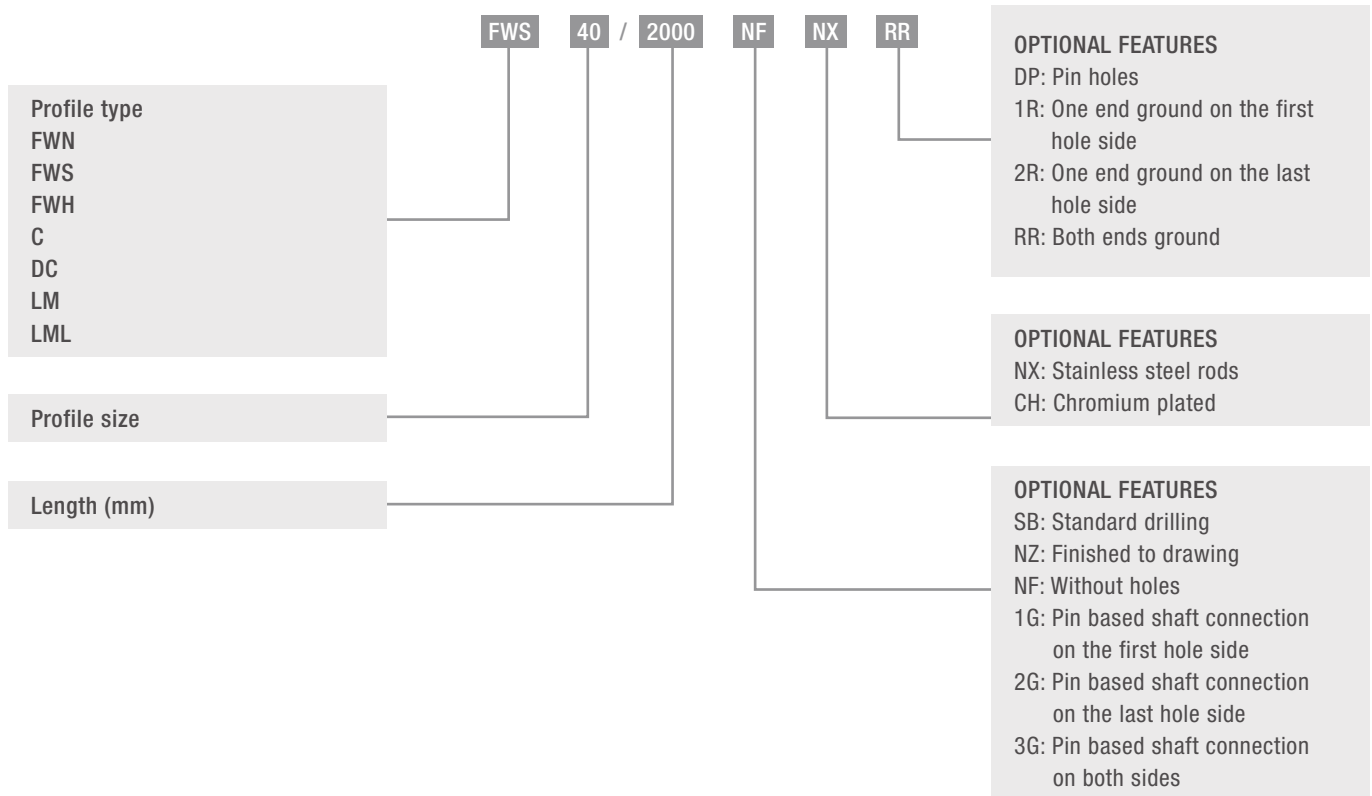 FWS 40 / 2000 NF NX RR
Profile type
FWN
FWS
FWH
C
DC
LM
LML
Profile size
Length (mm)
OPTIONAL FEATURES
DP: Pin holes
1R: One end ground on the first
hole side
2R: One end ground on the last
hole side
RR: Both ends ground
OPTIONAL FEATURES
NX: Stainless steel rods
CH: Chromium plated
OPTIONAL FEATURES
SB: Standard drilling
NZ: Finished to drawing
NF: Without holes
1G: Pin based shaft connection
on the first hole side
2G: Pin based shaft connection
on the last hole side
3G: Pin based shaft connection
on both sides